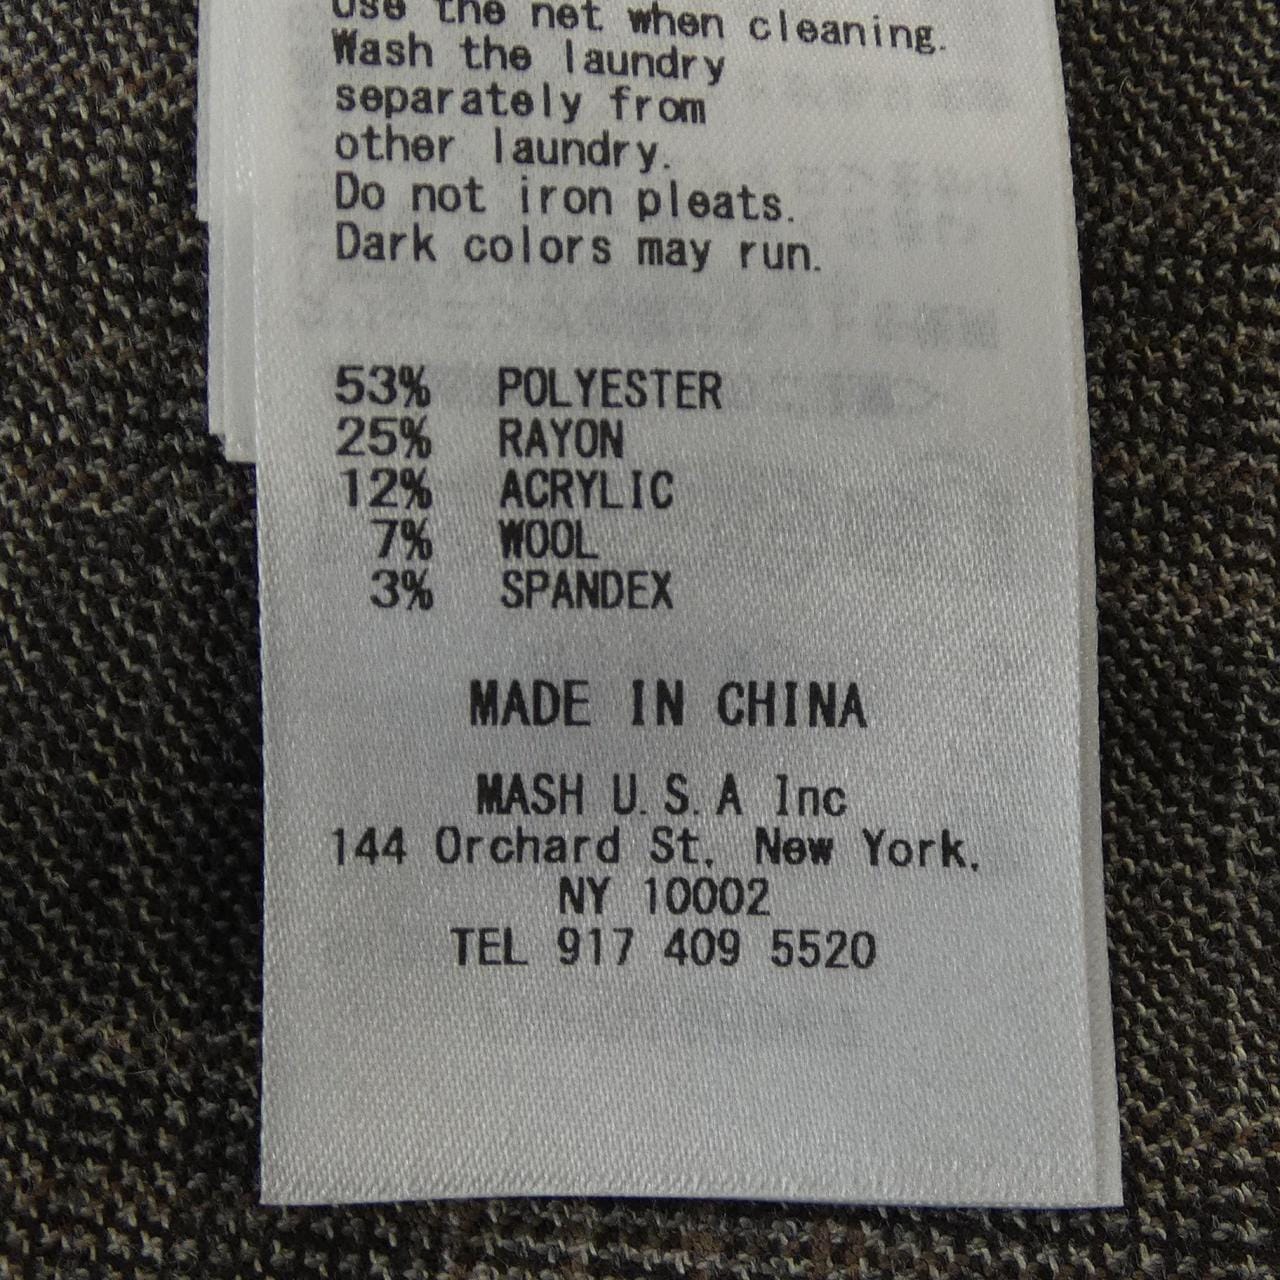 Use the net when cleaning.
Wash the laundry
separately from
other laundry.
Do not iron pleats.
Dark colors may run.
53% POLYESTER
25% RAYON
12% ACRYLIC
7% WOOL
3% SPANDEX
MADE IN CHINA
MASH U.S.A Inc
144 Orchard St, New York,
NY 10002
TEL 917 409 5520